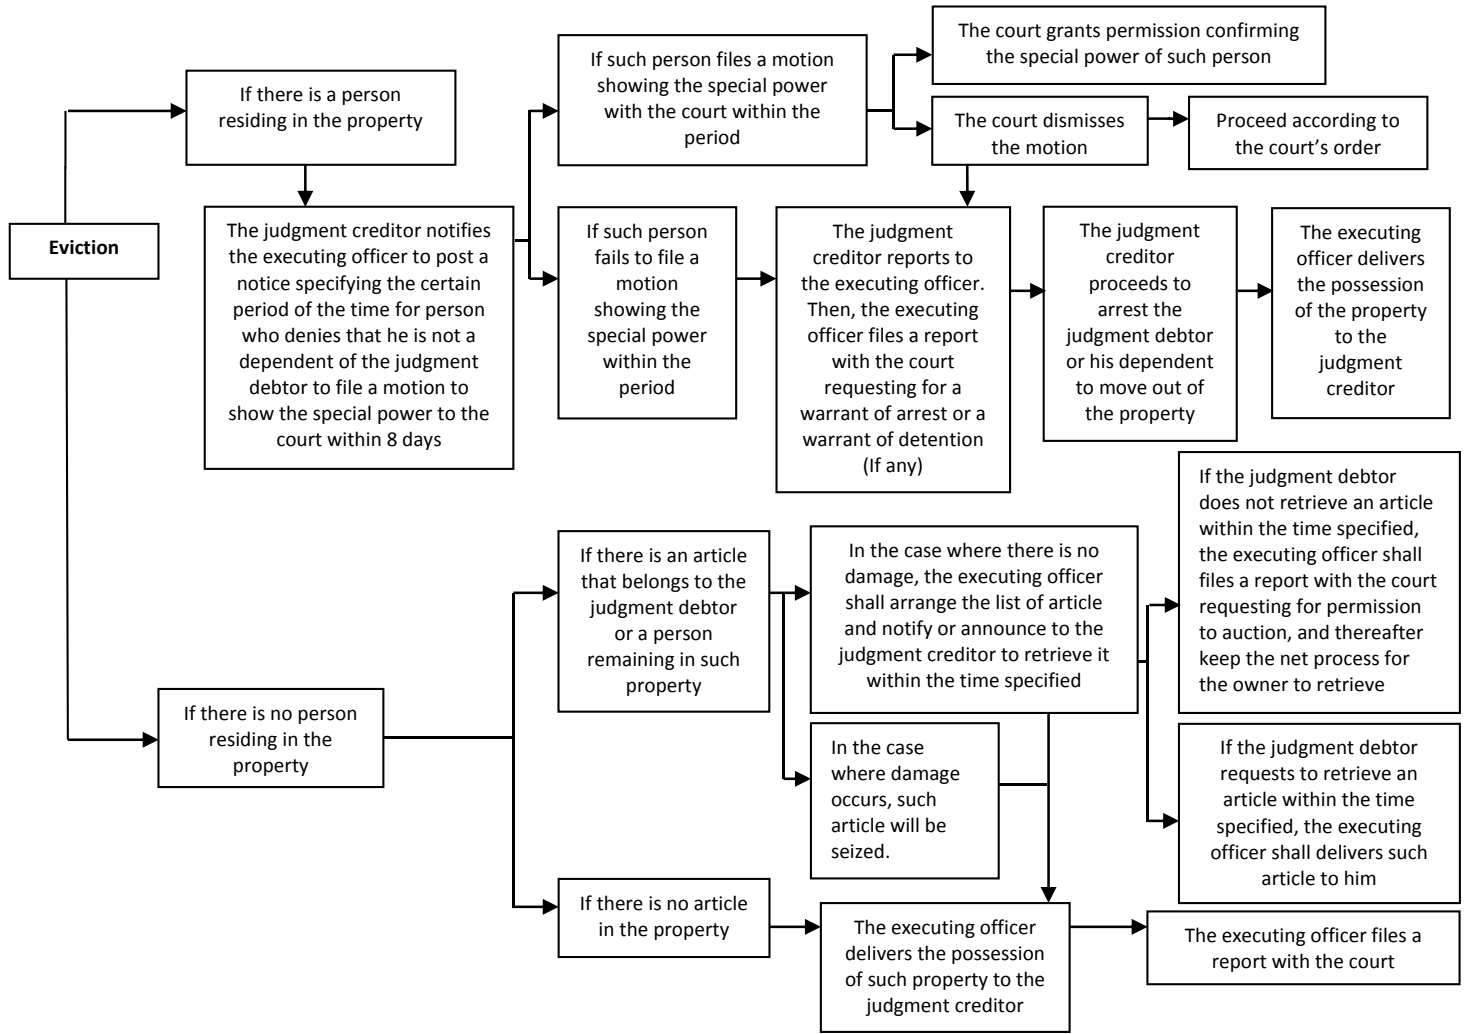 Eviction
If there is a person
residing in the property
The judgment creditor notifies
the executing officer to post a
notice specifying the certain
period of the time for person
who denies that he is not a
dependent of the judgment
debtor to file a motion to
show the special power to the
court within 8 days
If such person files a motion
showing the special power
with the court within the
period
The court grants permission confirming
the special power of such person
The court dismisses
the motion
Proceed according to
the court’s order
If such person
fails to file a
motion
showing the
special power
within the
period
The judgment
creditor reports to
the executing officer.
Then, the executing
officer files a report
with the court
requesting for a
warrant of arrest or a
warrant of detention
(If any)
The judgment
creditor
proceeds to
arrest the
judgment debtor
or his dependent
to move out of
the property
The executing
officer delivers
the possession
of the property
to the
judgment
creditor
If there is no person
residing in the
property
If there is an article
that belongs to the
judgment debtor
or a person
remaining in such
property
In the case where there is no
damage, the executing officer
shall arrange the list of article
and notify or announce to the
judgment creditor to retrieve it
within the time specified
If the judgment debtor
does not retrieve an article
within the time specified,
the executing officer shall
files a report with the court
requesting for permission
to auction, and thereafter
keep the net process for
the owner to retrieve
If the judgment debtor
requests to retrieve an
article within the time
specified, the executing
officer shall delivers such
article to him
In the case
where damage
occurs, such
article will be
seized.
If there is no article
in the property
The executing officer
delivers the possession
of such property to the
judgment creditor
The executing officer files a
report with the court